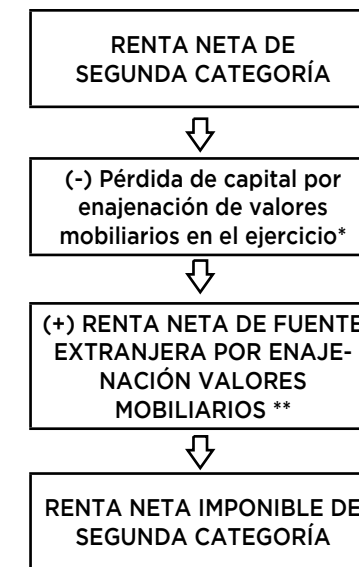 RENTA NETA DE
SEGUNDA CATEGORÍA
(-) Pérdida de capital por
enajenación de valores
mobiliarios en el ejercicio*
(+) RENTA NETA DE FUENTE
EXTRANJERA POR ENAJE-
NACIÓN VALORES
MOBILIARIOS **
RENTA NETA IMPONIBLE DE
SEGUNDA CATEGORÍA